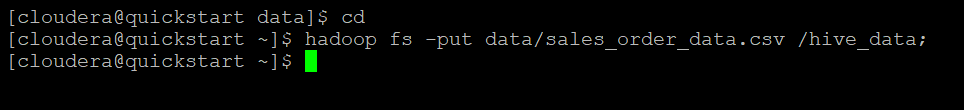 [cloudera@quickstart data]$ cd
[cloudera@quickstart ~]$ hadoop fs -put data/sales_order_data.csv /hive_data;
[cloudera@quickstart ~]$